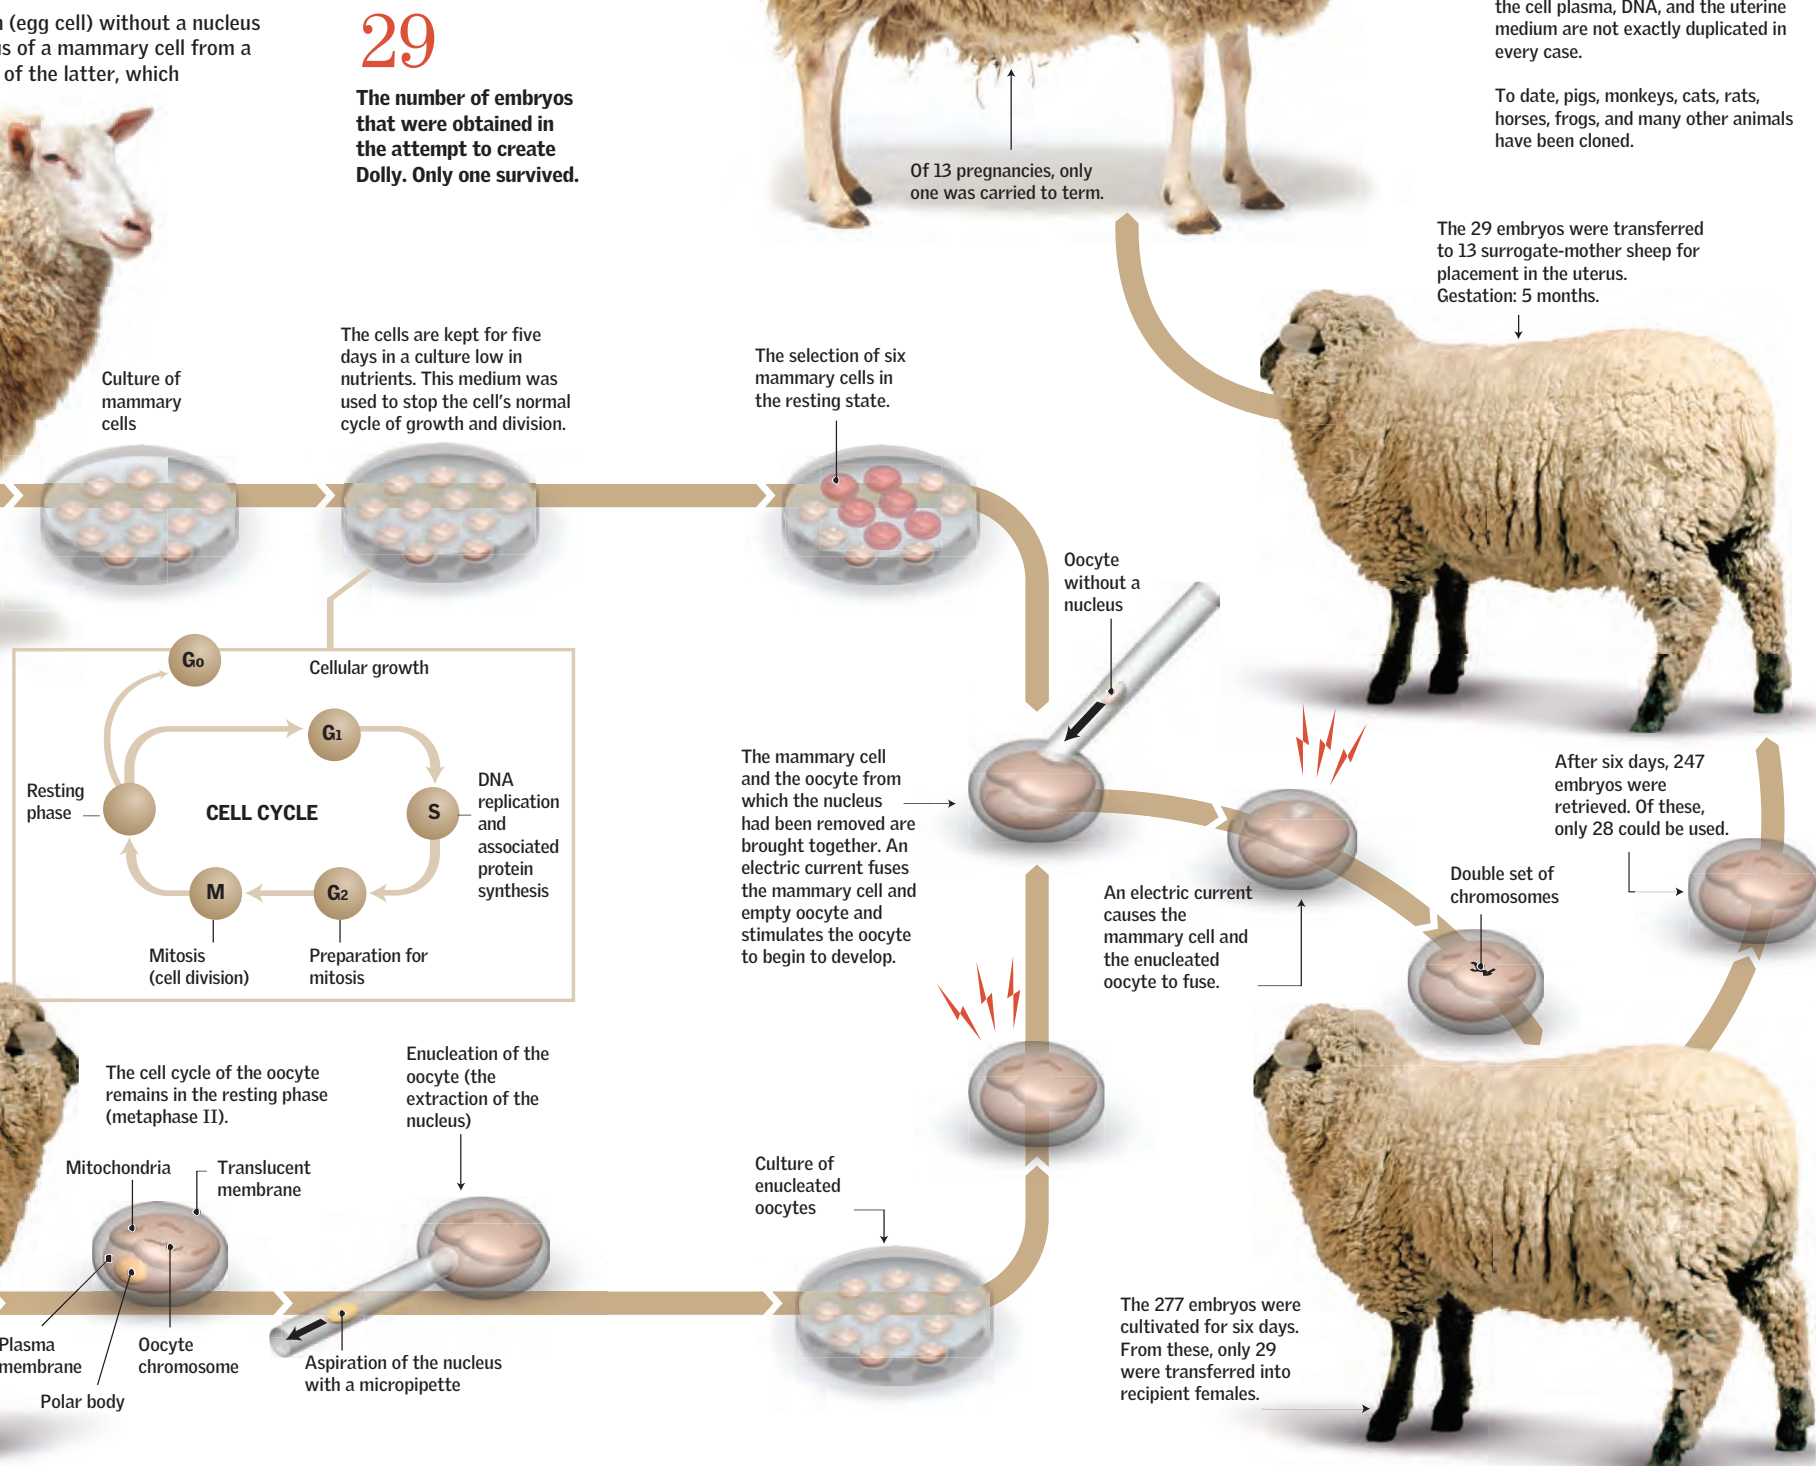 n (egg cell) without a nucleus
us of a mammary cell from a
of the latter, which
29
The number of embryos
that were obtained in
the attempt to create
Dolly. Only one survived.
Of 13 pregnancies, only
one was carried to term.
the cell plasma, DNA, and the uterine
medium are not exactly duplicated in
every case.
To date, pigs, monkeys, cats, rats,
horses, frogs, and many other animals
have been cloned.
The 29 embryos were transferred
to 13 surrogate-mother sheep for
placement in the uterus.
Gestation: 5 months.
Culture of
mammary
cells
The cells are kept for five
days in a culture low in
nutrients. This medium was
used to stop the cell's normal
cycle of growth and division.
The selection of six
mammary cells in
the resting state.
Oocyte
without a
nucleus
G0
Cellular growth
G1
Resting
phase
CELL CYCLE
S
DNA
replication
and
associated
protein
synthesis
M
G2
Mitosis
(cell division)
Preparation for
mitosis
The mammary cell
and the oocyte from
which the nucleus
had been removed are
brought together. An
electric current fuses
the mammary cell and
empty oocyte and
stimulates the oocyte
to begin to develop.
An electric current
causes the
mammary cell and
the enucleated
oocyte to fuse.
Double set of
chromosomes
After six days, 247
embryos were
retrieved. Of these,
only 28 could be used.
The cell cycle of the oocyte
remains in the resting phase
(metaphase II).
Enucleation of the
oocyte (the
extraction of the
nucleus)
Mitochondria
Translucent
membrane
Plasma
membrane
Oocyte
chromosome
Polar body
Aspiration of the nucleus
with a micropipette
Culture of
enucleated
oocytes
The 277 embryos were
cultivated for six days.
From these, only 29
were transferred into
recipient females.